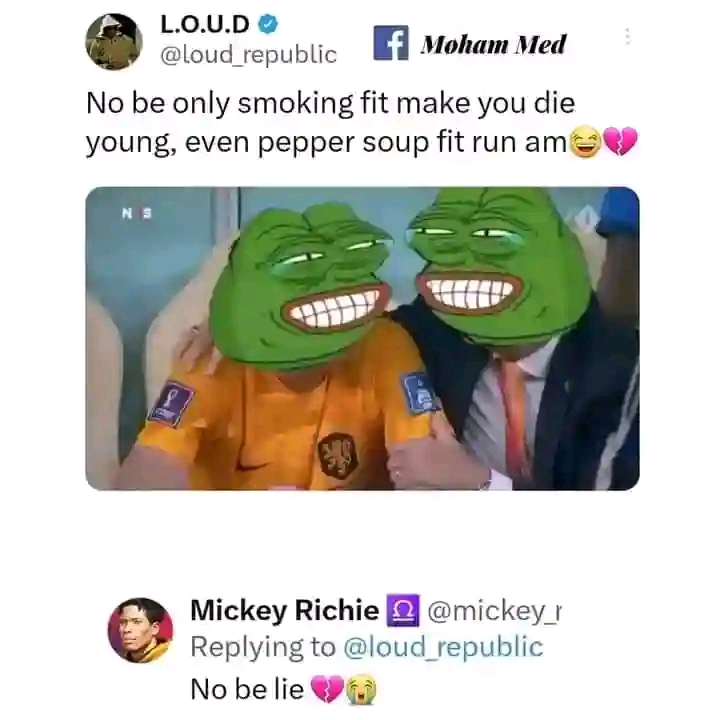 L.O.U.D
@loud_republic
Moham Med
No be only smoking fit make you die
young, even pepper soup fit run am😂💔
Mickey Richie ♎ @mickey_r
Replying to @loud_republic
No be lie 💔😭